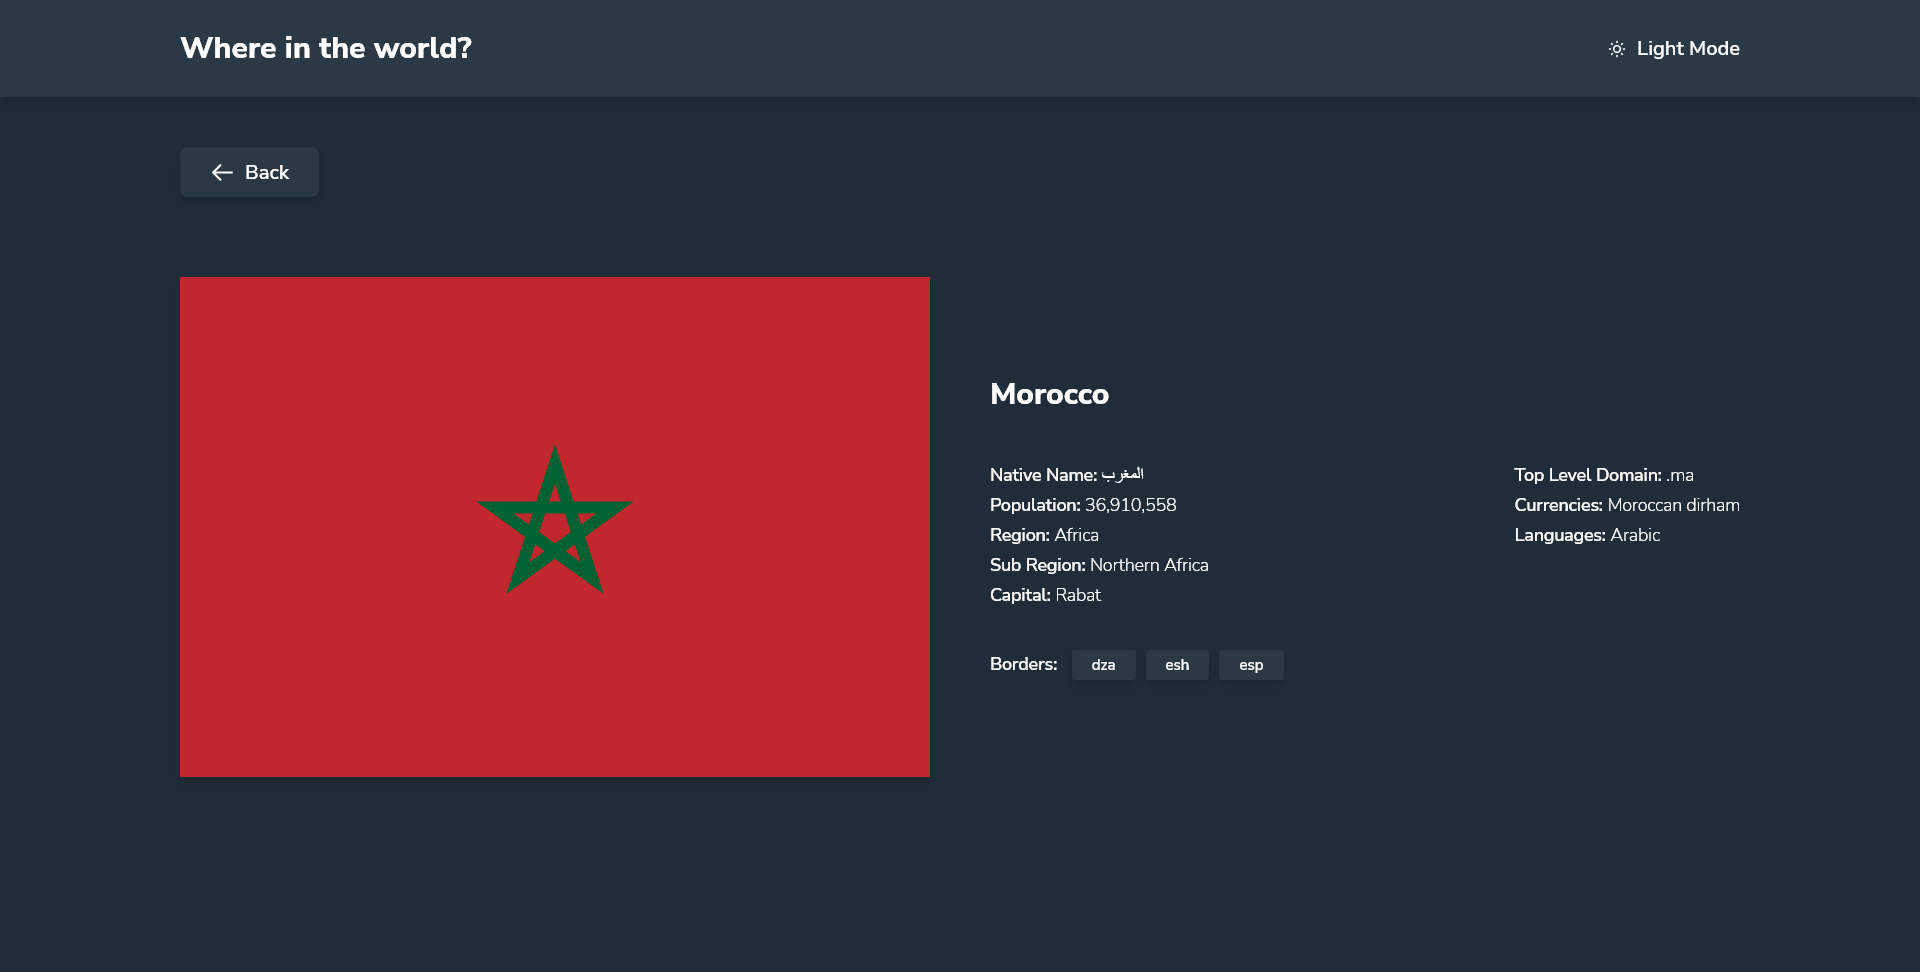 Where in the world?
Light Mode
Back
Morocco
Native Name: المغرب
Population: 36,910,558
Region: Africa
Sub Region: Northern Africa
Capital: Rabat
Top Level Domain: .ma
Currencies: Moroccan dirham
Languages: Arabic
Borders: dza esh esp